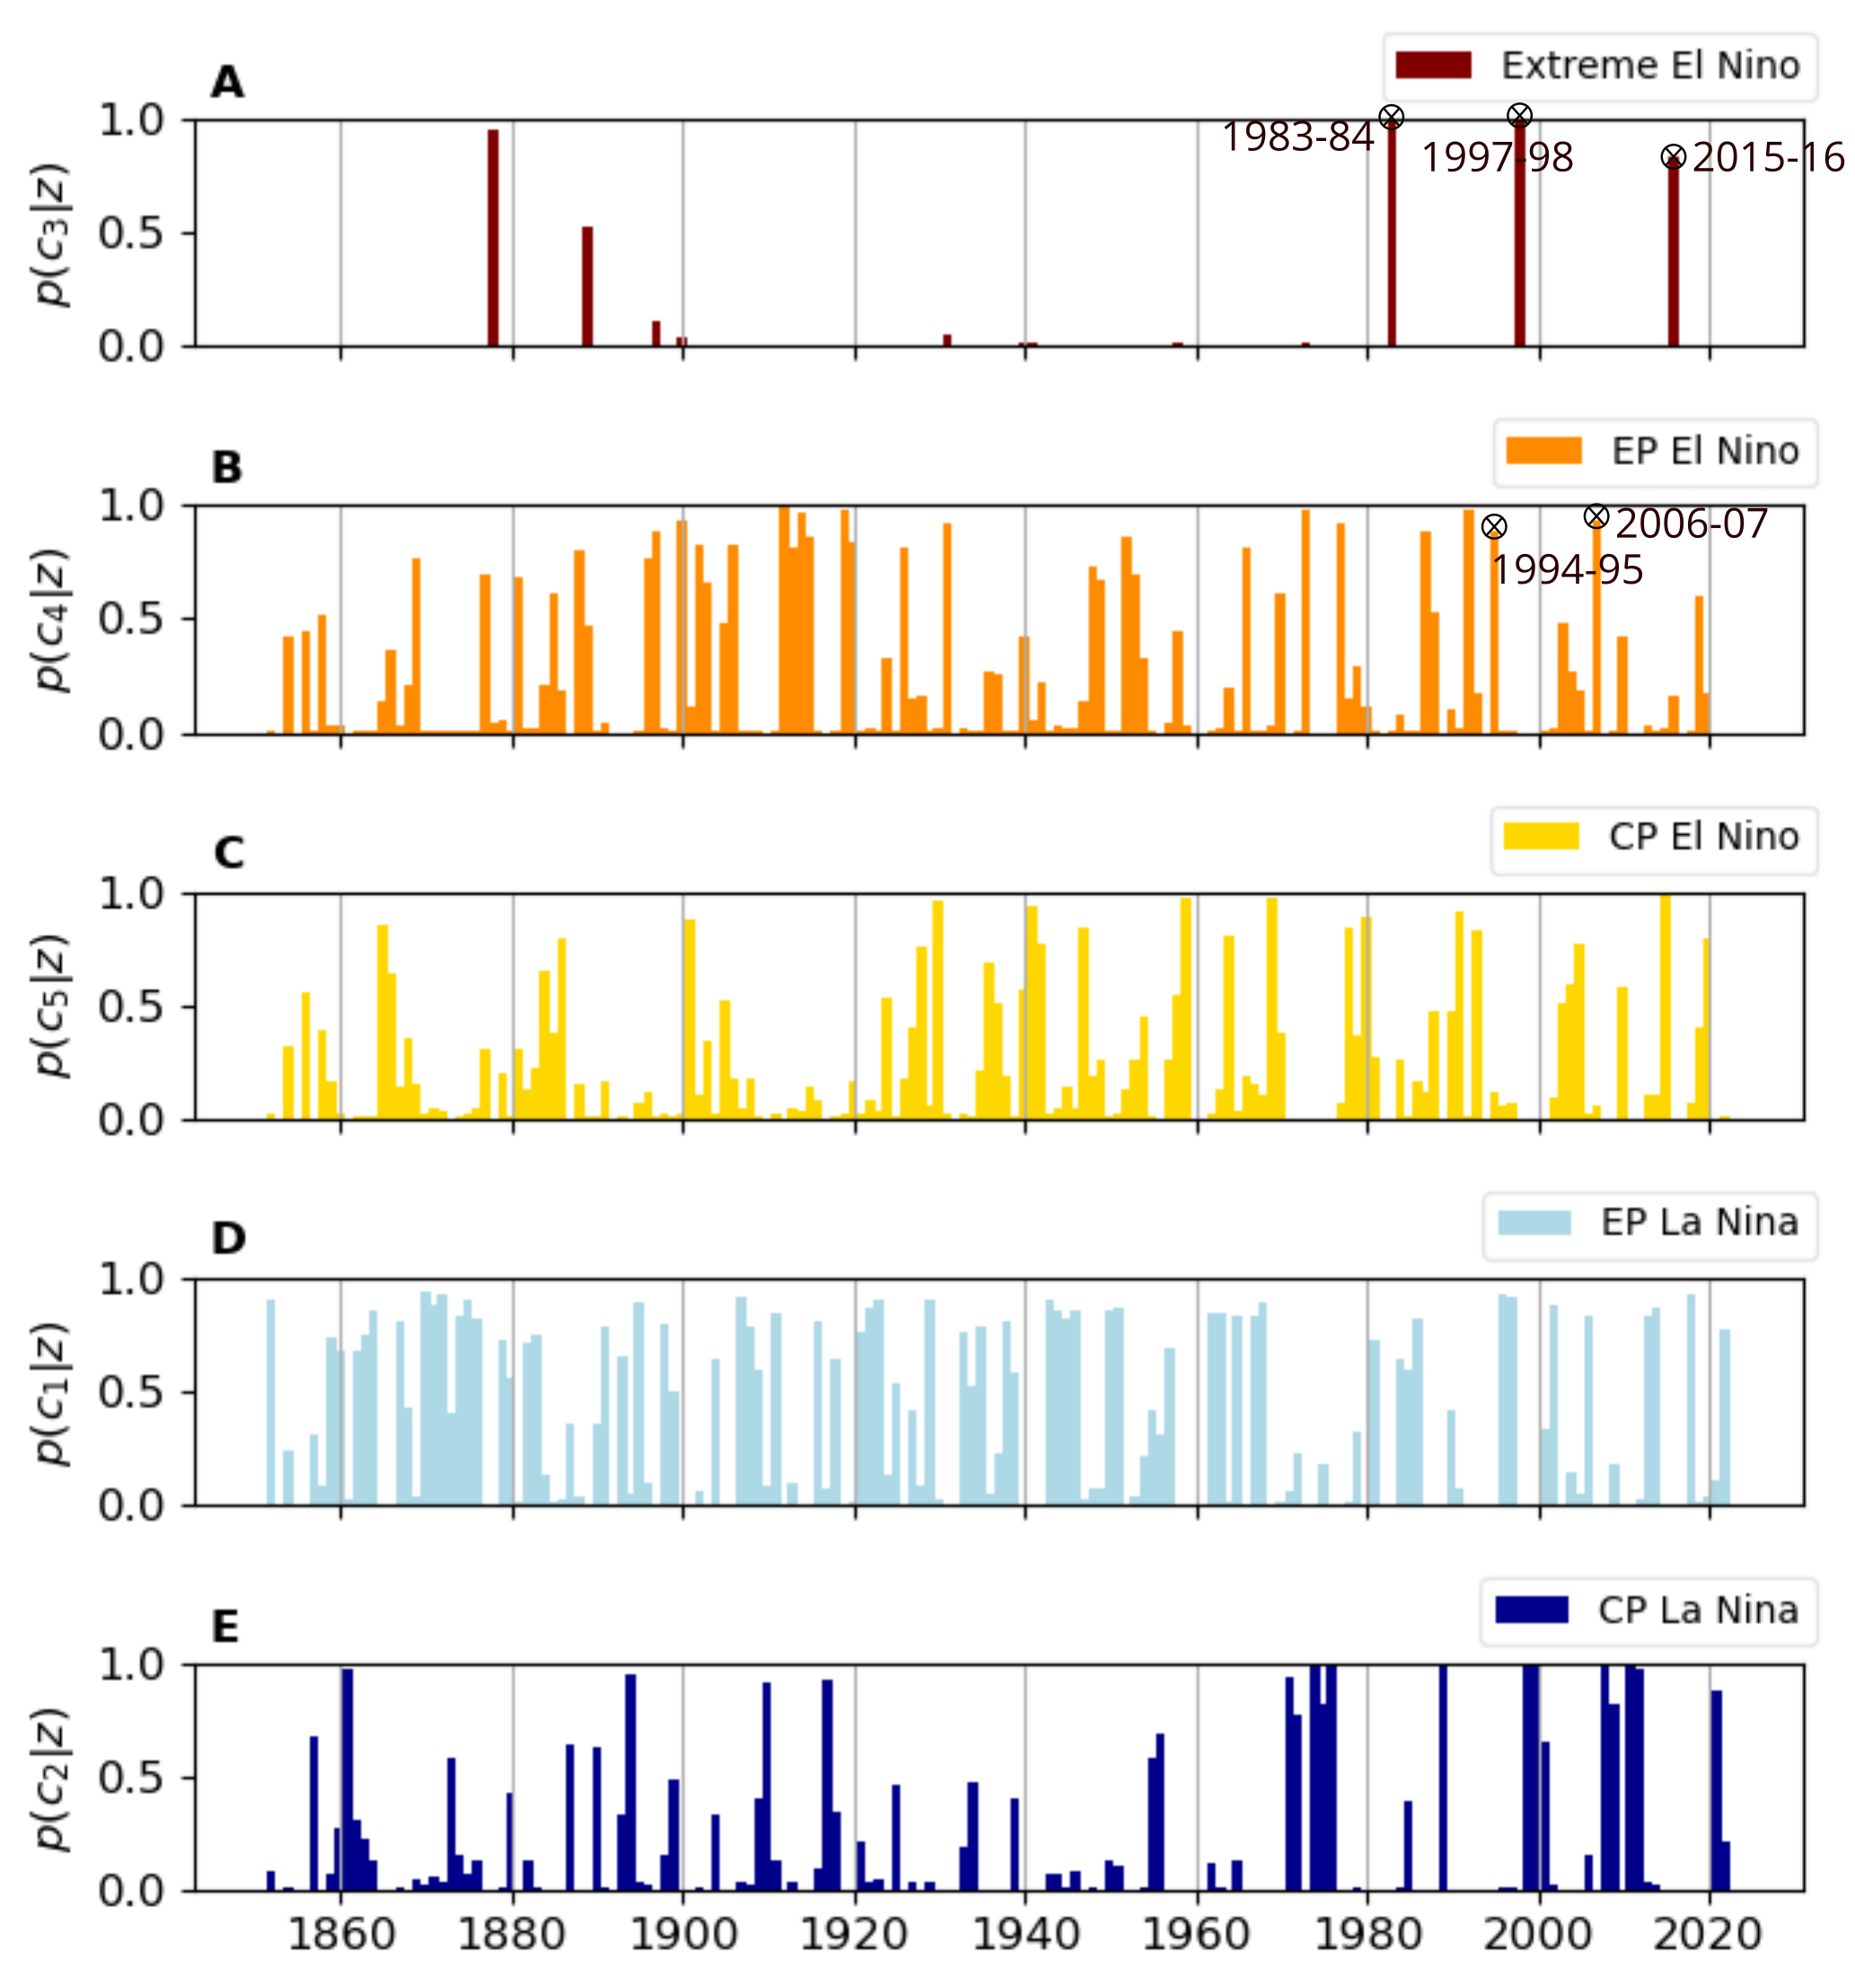 A
Extreme El Nino
1.0
0.5
0.0
p(c3|z)
1983-84
1997-98
2015-16
B
EP El Nino
1.0
0.5
0.0
p(c4|z)
2006-07
1994-95
C
CP El Nino
1.0
0.5
0.0
p(c5|z)
D
EP La Nina
1.0
0.5
0.0
p(c1|z)
E
CP La Nina
1.0
0.5
0.0
p(c2|z)
1860 1880 1900 1920 1940 1960 1980 2000 2020